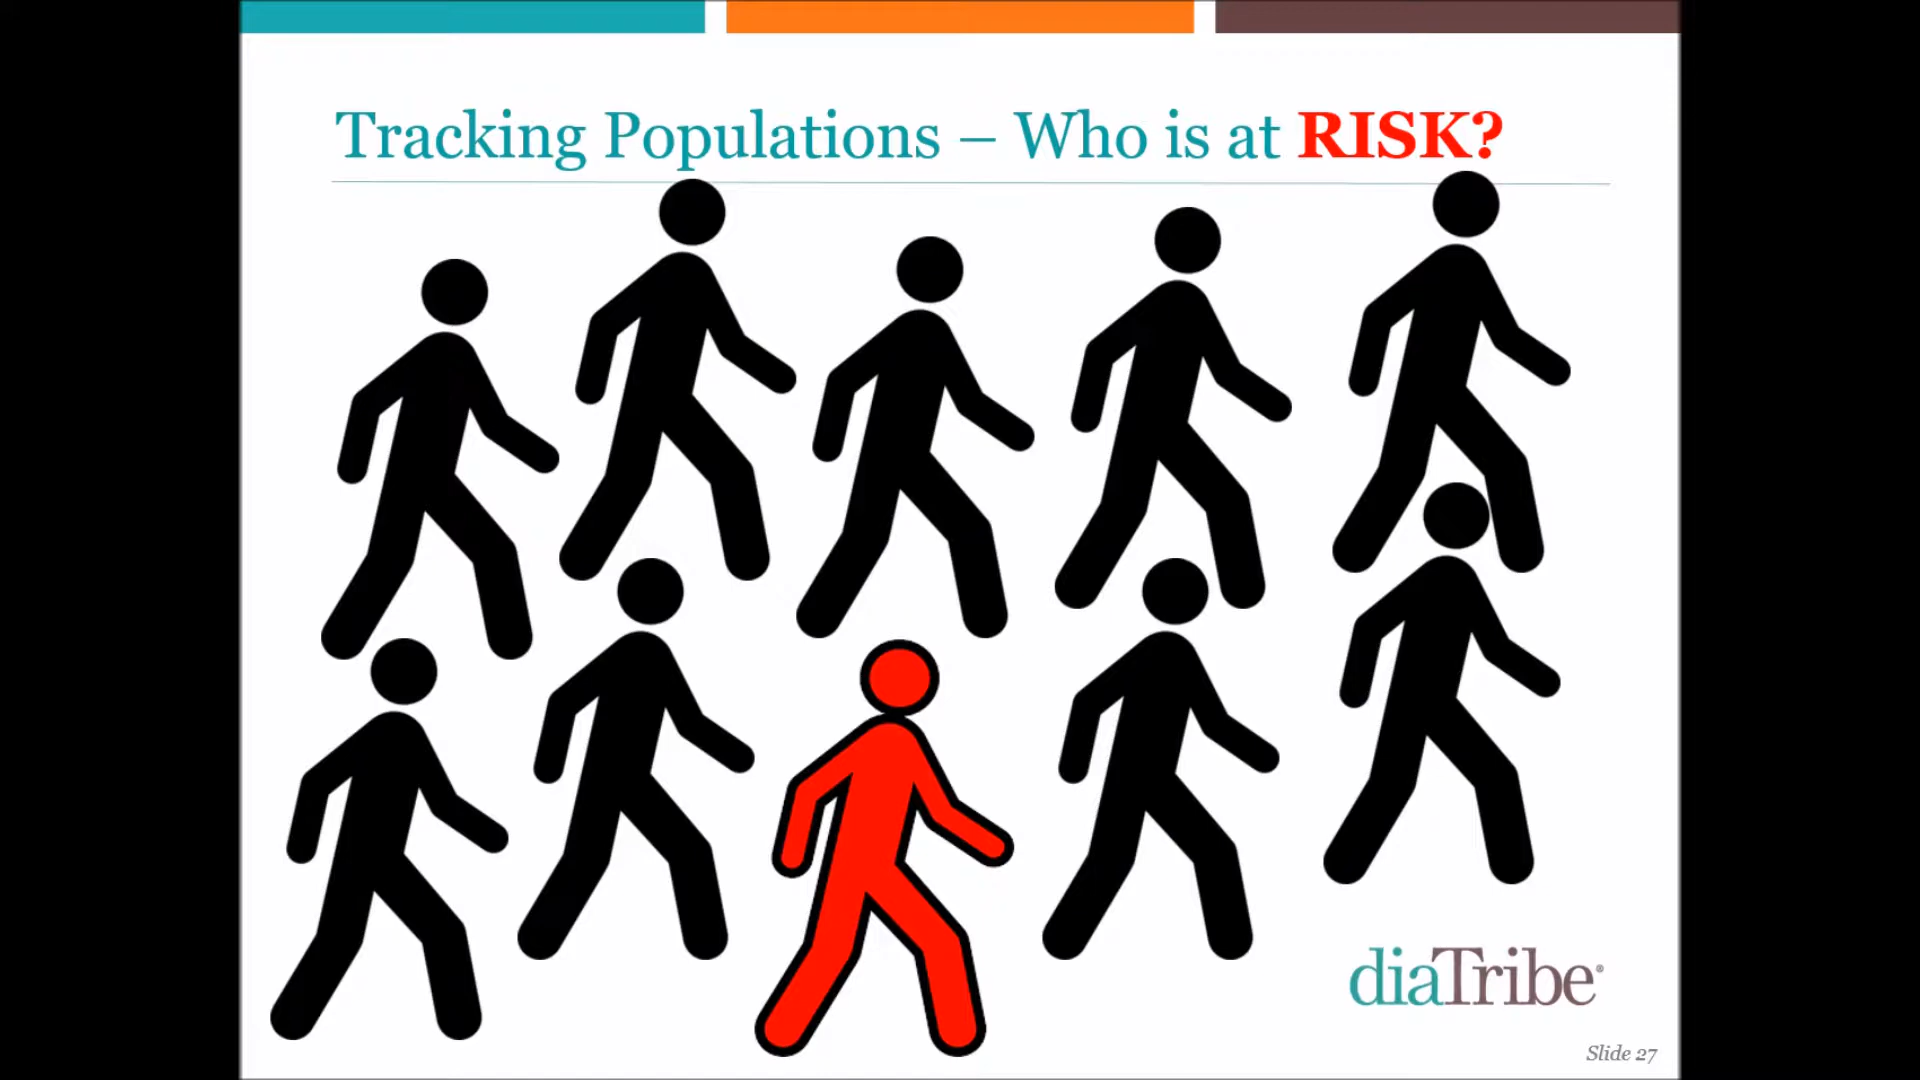 Tracking Populations – Who is at RISK?
diaTribe®
Slide 27